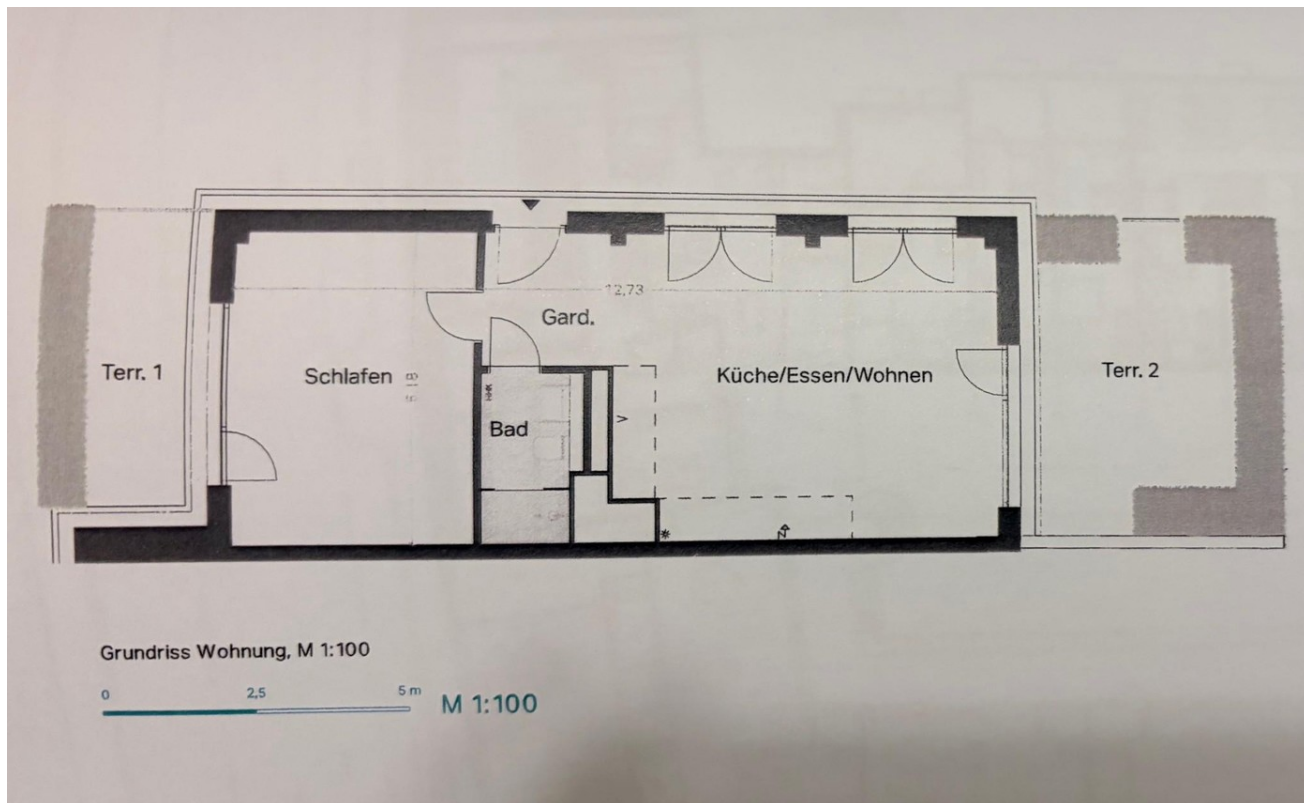 12,73
Gard.
Terr. 1
Schlafen
Küche/Essen/Wohnen
Terr. 2
Bad
V
Grundriss Wohnung, M 1:100
0 2,5 5 m
M 1:100